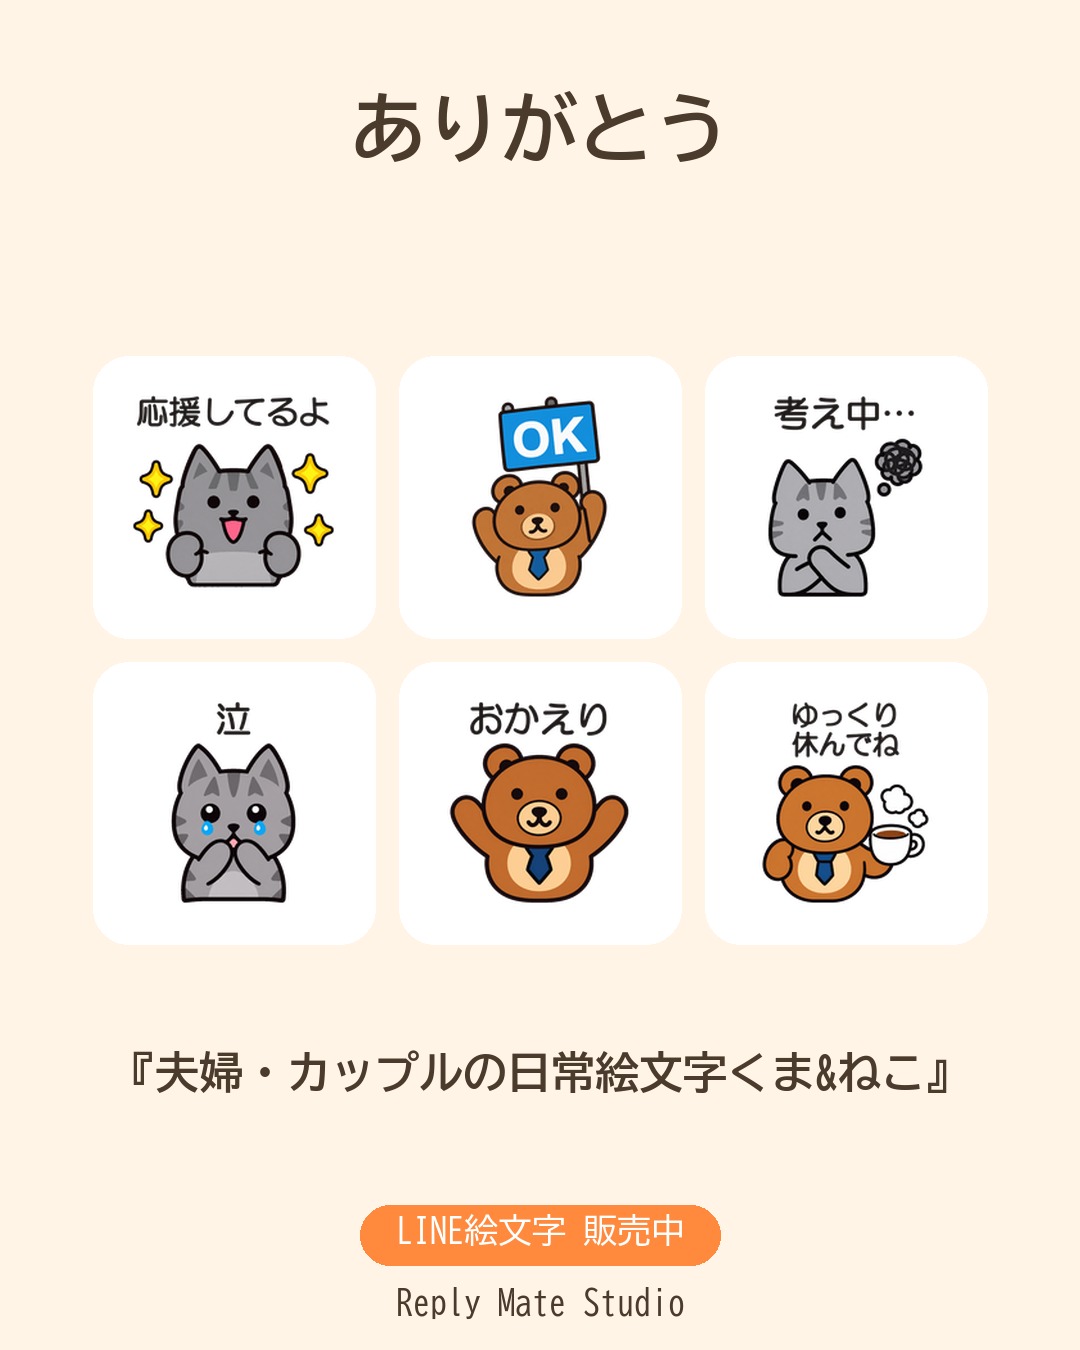 ありがとう
応援してるよ
OK
考え中…
泣
おかえり
ゆっくり
休んでね
『夫婦・カップルの日常絵文字くま&ねこ』
LINE絵文字 販売中
Reply Mate Studio